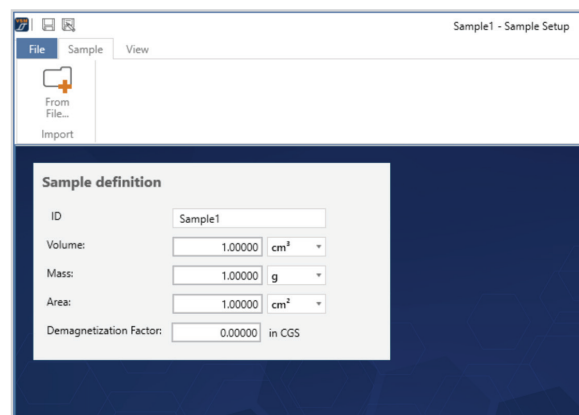 VSM
Sample1 - Sample Setup
File Sample View
From
File...
Import
Sample definition
ID Sample1
Volume: 1.00000 cm³
Mass: 1.00000 g
Area: 1.00000 cm²
Demagnetization Factor: 0.00000 in CGS